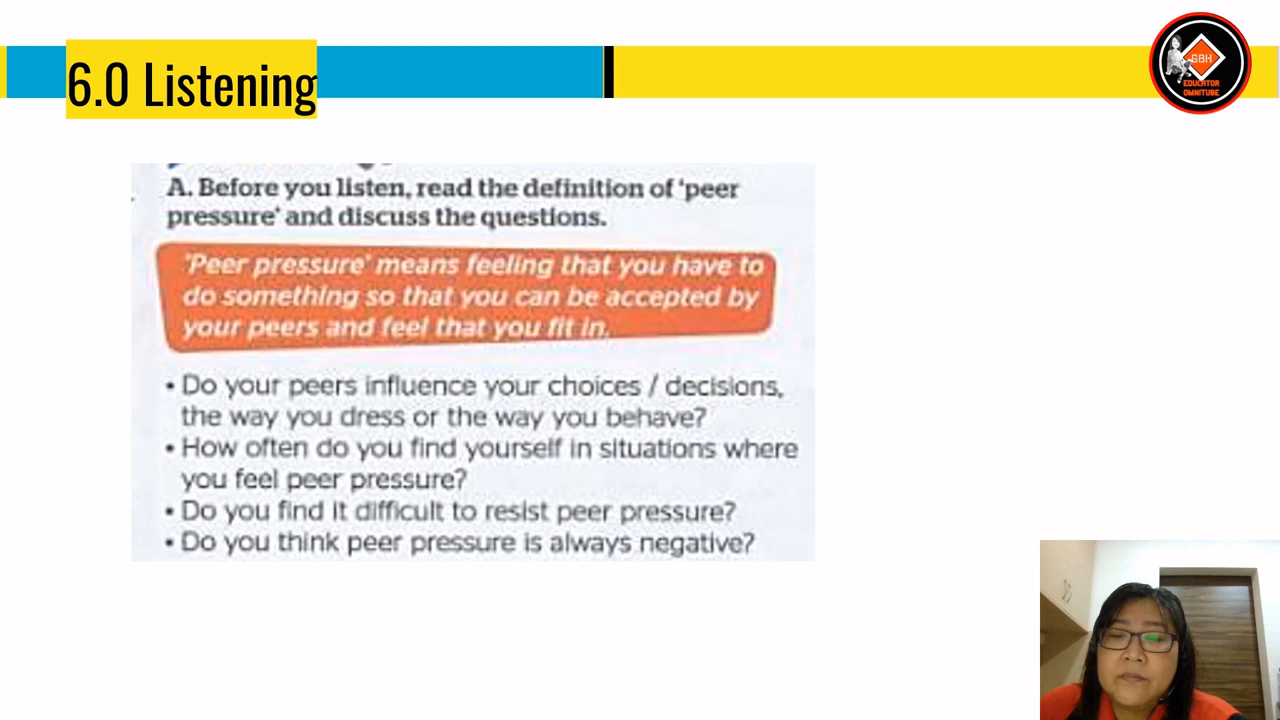 6.0 Listening
GBH
EDUCATOR
OMNITUBE
A. Before you listen, read the definition of 'peer
pressure' and discuss the questions.
'Peer pressure' means feeling that you have to
do something so that you can be accepted by
your peers and feel that you fit in.
• Do your peers influence your choices / decisions,
the way you dress or the way you behave?
• How often do you find yourself in situations where
you feel peer pressure?
• Do you find it difficult to resist peer pressure?
• Do you think peer pressure is always negative?